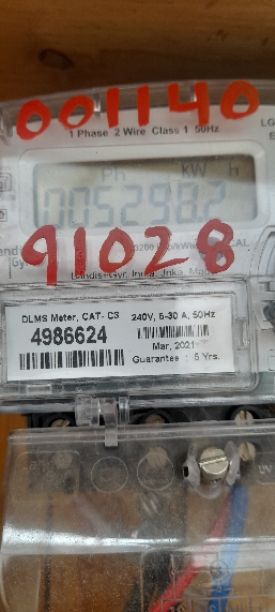 001140
1 Phase 2 Wire Class 1 50Hz
Ph kW h
005298.2
91028
Landis+Gyr, India,
DLMS Meter, CAT- C3 240V, 5-30 A, 50Hz
4986624
Mar, 2021
Guarantee : 5 Yrs.